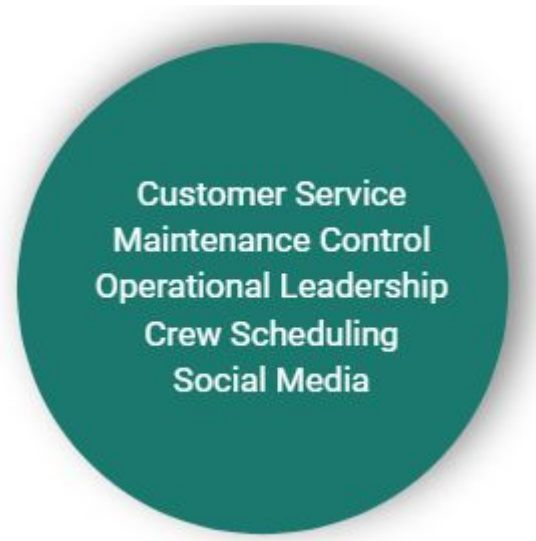 Customer Service
Maintenance Control
Operational Leadership
Crew Scheduling
Social Media